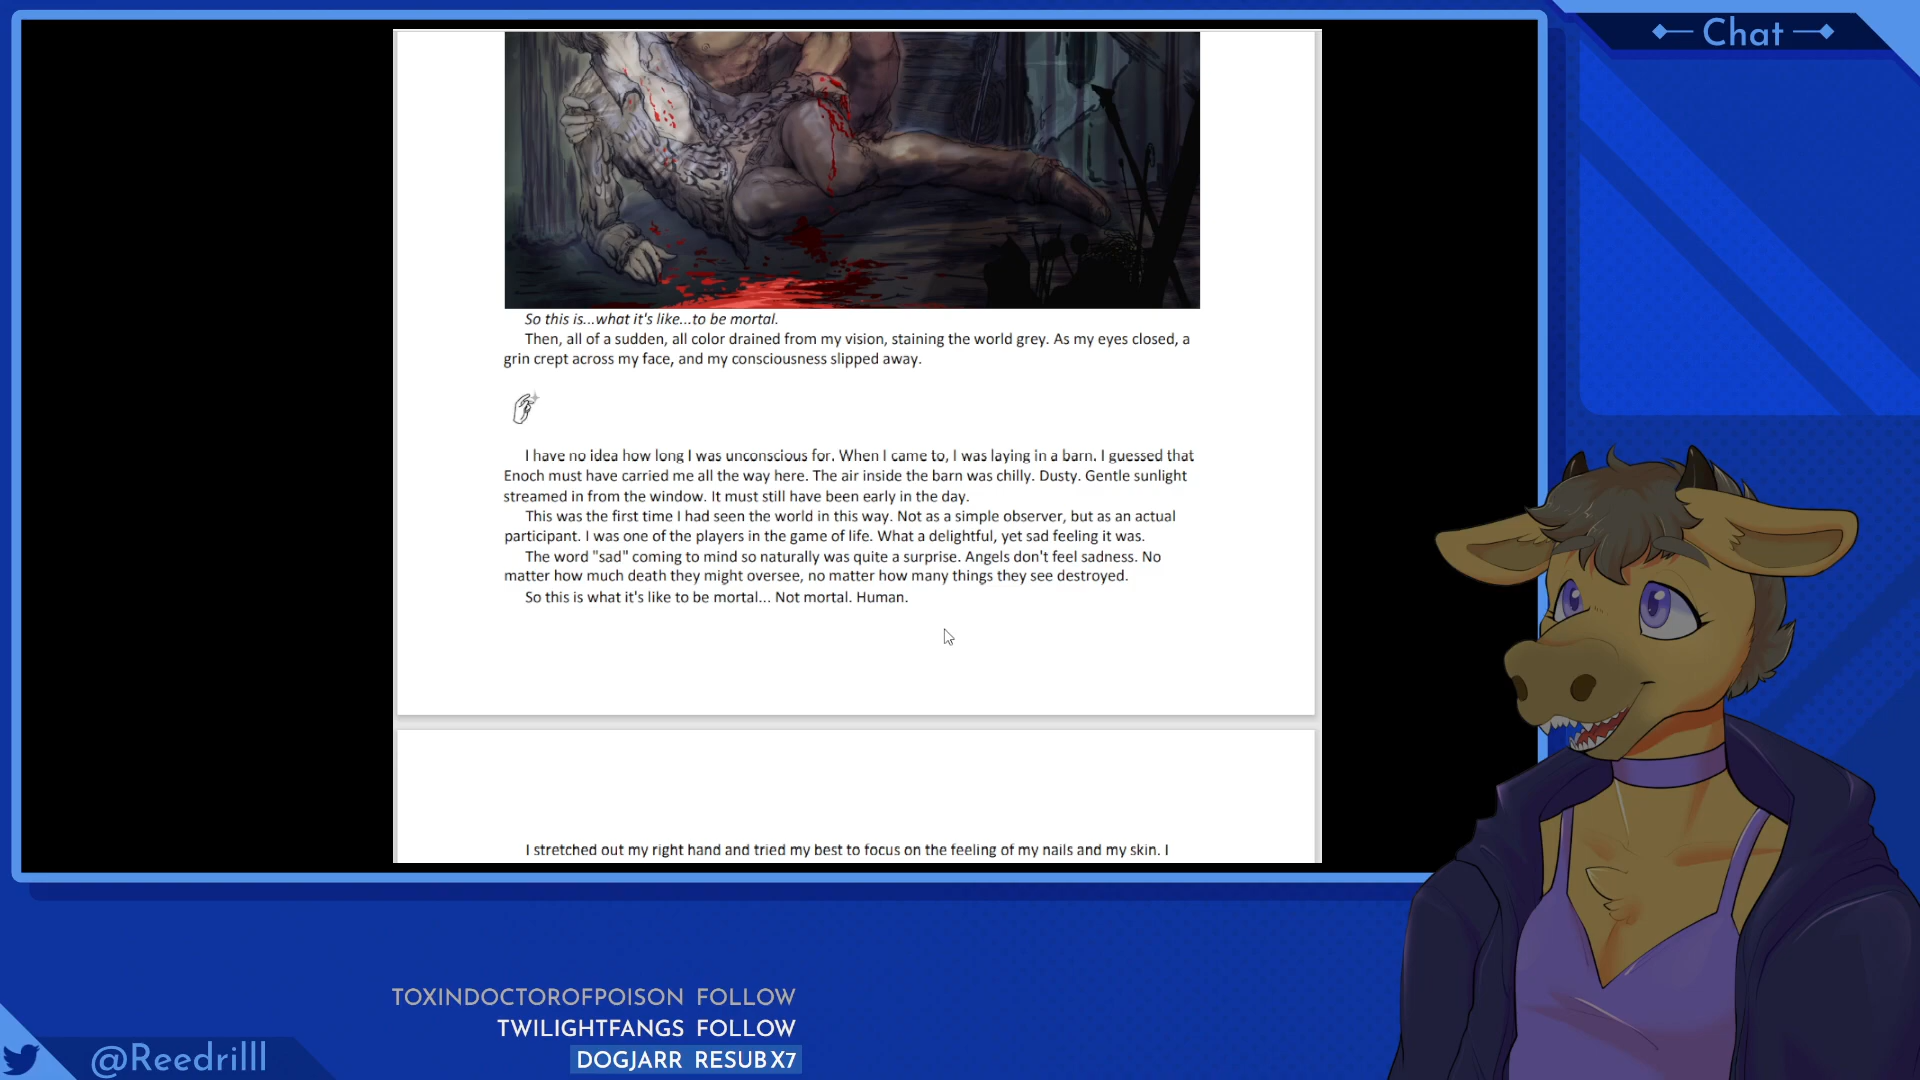 Chat
So this is...what it's like...to be mortal.
Then, all of a sudden, all color drained from my vision, staining the world grey. As my eyes closed, a
grin crept across my face, and my consciousness slipped away.
I have no idea how long I was unconscious for. When I came to, I was laying in a barn. I guessed that
Enoch must have carried me all the way here. The air inside the barn was chilly. Dusty. Gentle sunlight
streamed in from the window. It must still have been early in the day.
This was the first time I had seen the world in this way. Not as a simple observer, but as an actual
participant. I was one of the players in the game of life. What a delightful, yet sad feeling it was.
The word "sad" coming to mind so naturally was quite a surprise. Angels don't feel sadness. No
matter how much death they might oversee, no matter how many things they see destroyed.
So this is what it's like to be mortal... Not mortal. Human.
I stretched out my right hand and tried my best to focus on the feeling of my nails and my skin. I
TOXINDOCTOROFPOISON FOLLOW
TWILIGHTFANGS FOLLOW
DOGJARR RESUB X7
@Reedrilll